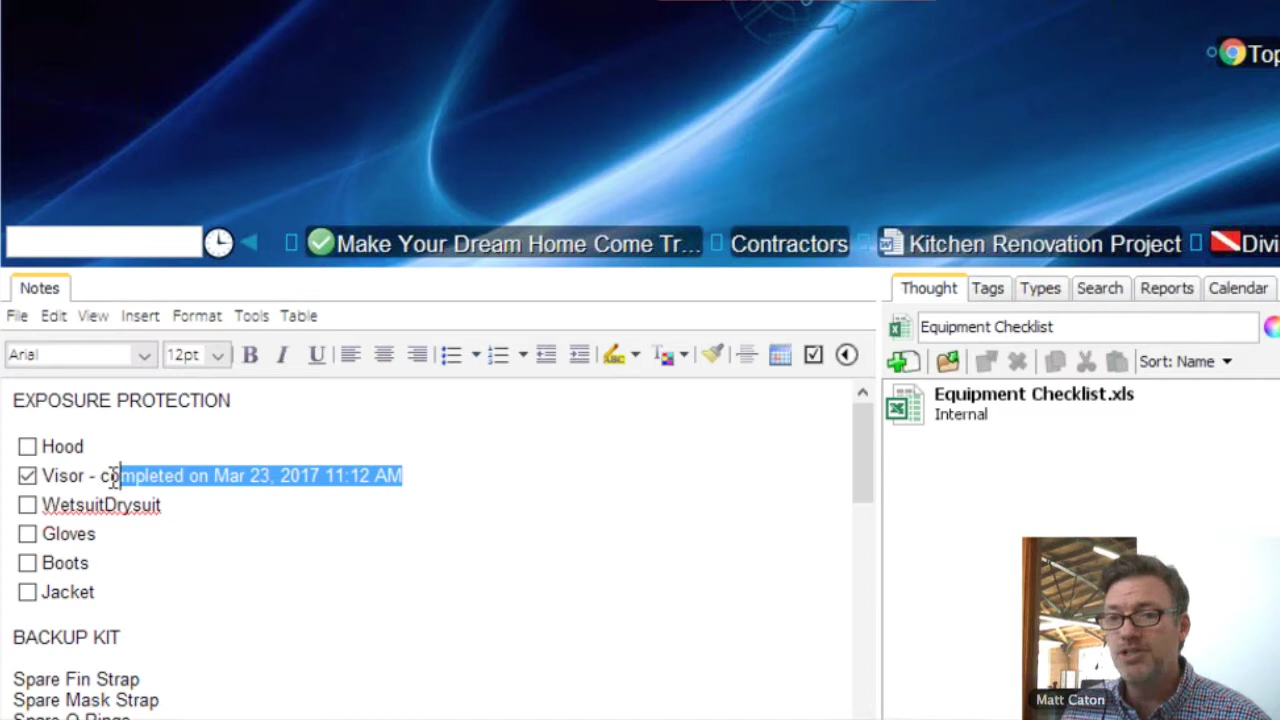 Top
Make Your Dream Home Come Tr...
Contractors
Kitchen Renovation Project
Divi
Notes
File Edit View Insert Format Tools Table
Arial 12pt B I U
EXPOSURE PROTECTION
Hood
Visor - completed on Mar 23, 2017 11:12 AM
WetsuitDrysuit
Gloves
Boots
Jacket
BACKUP KIT
Spare Fin Strap
Spare Mask Strap
Spare O Rings
Thought Tags Types Search Reports Calendar
Equipment Checklist
Sort: Name
Equipment Checklist.xls
Internal
Matt Caton